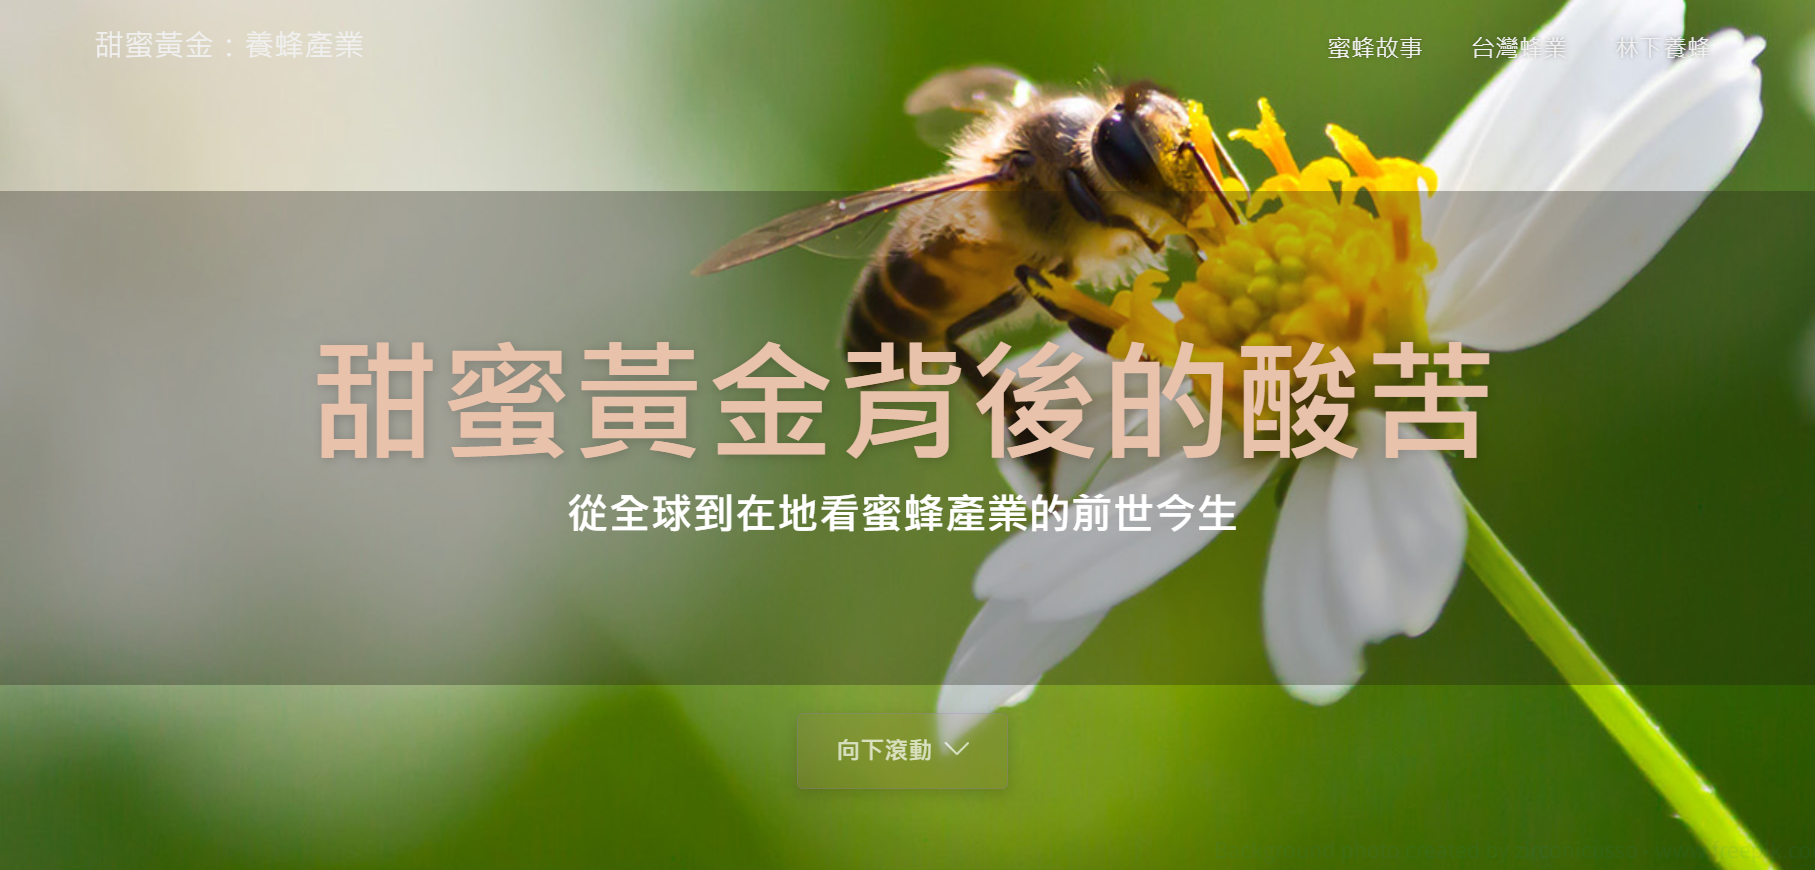 甜蜜黃金：養蜂產業
蜜蜂故事 台灣蜂業 林下養蜂
甜蜜黃金背後的酸苦
從全球到在地看蜜蜂產業的前世今生
向下滾動